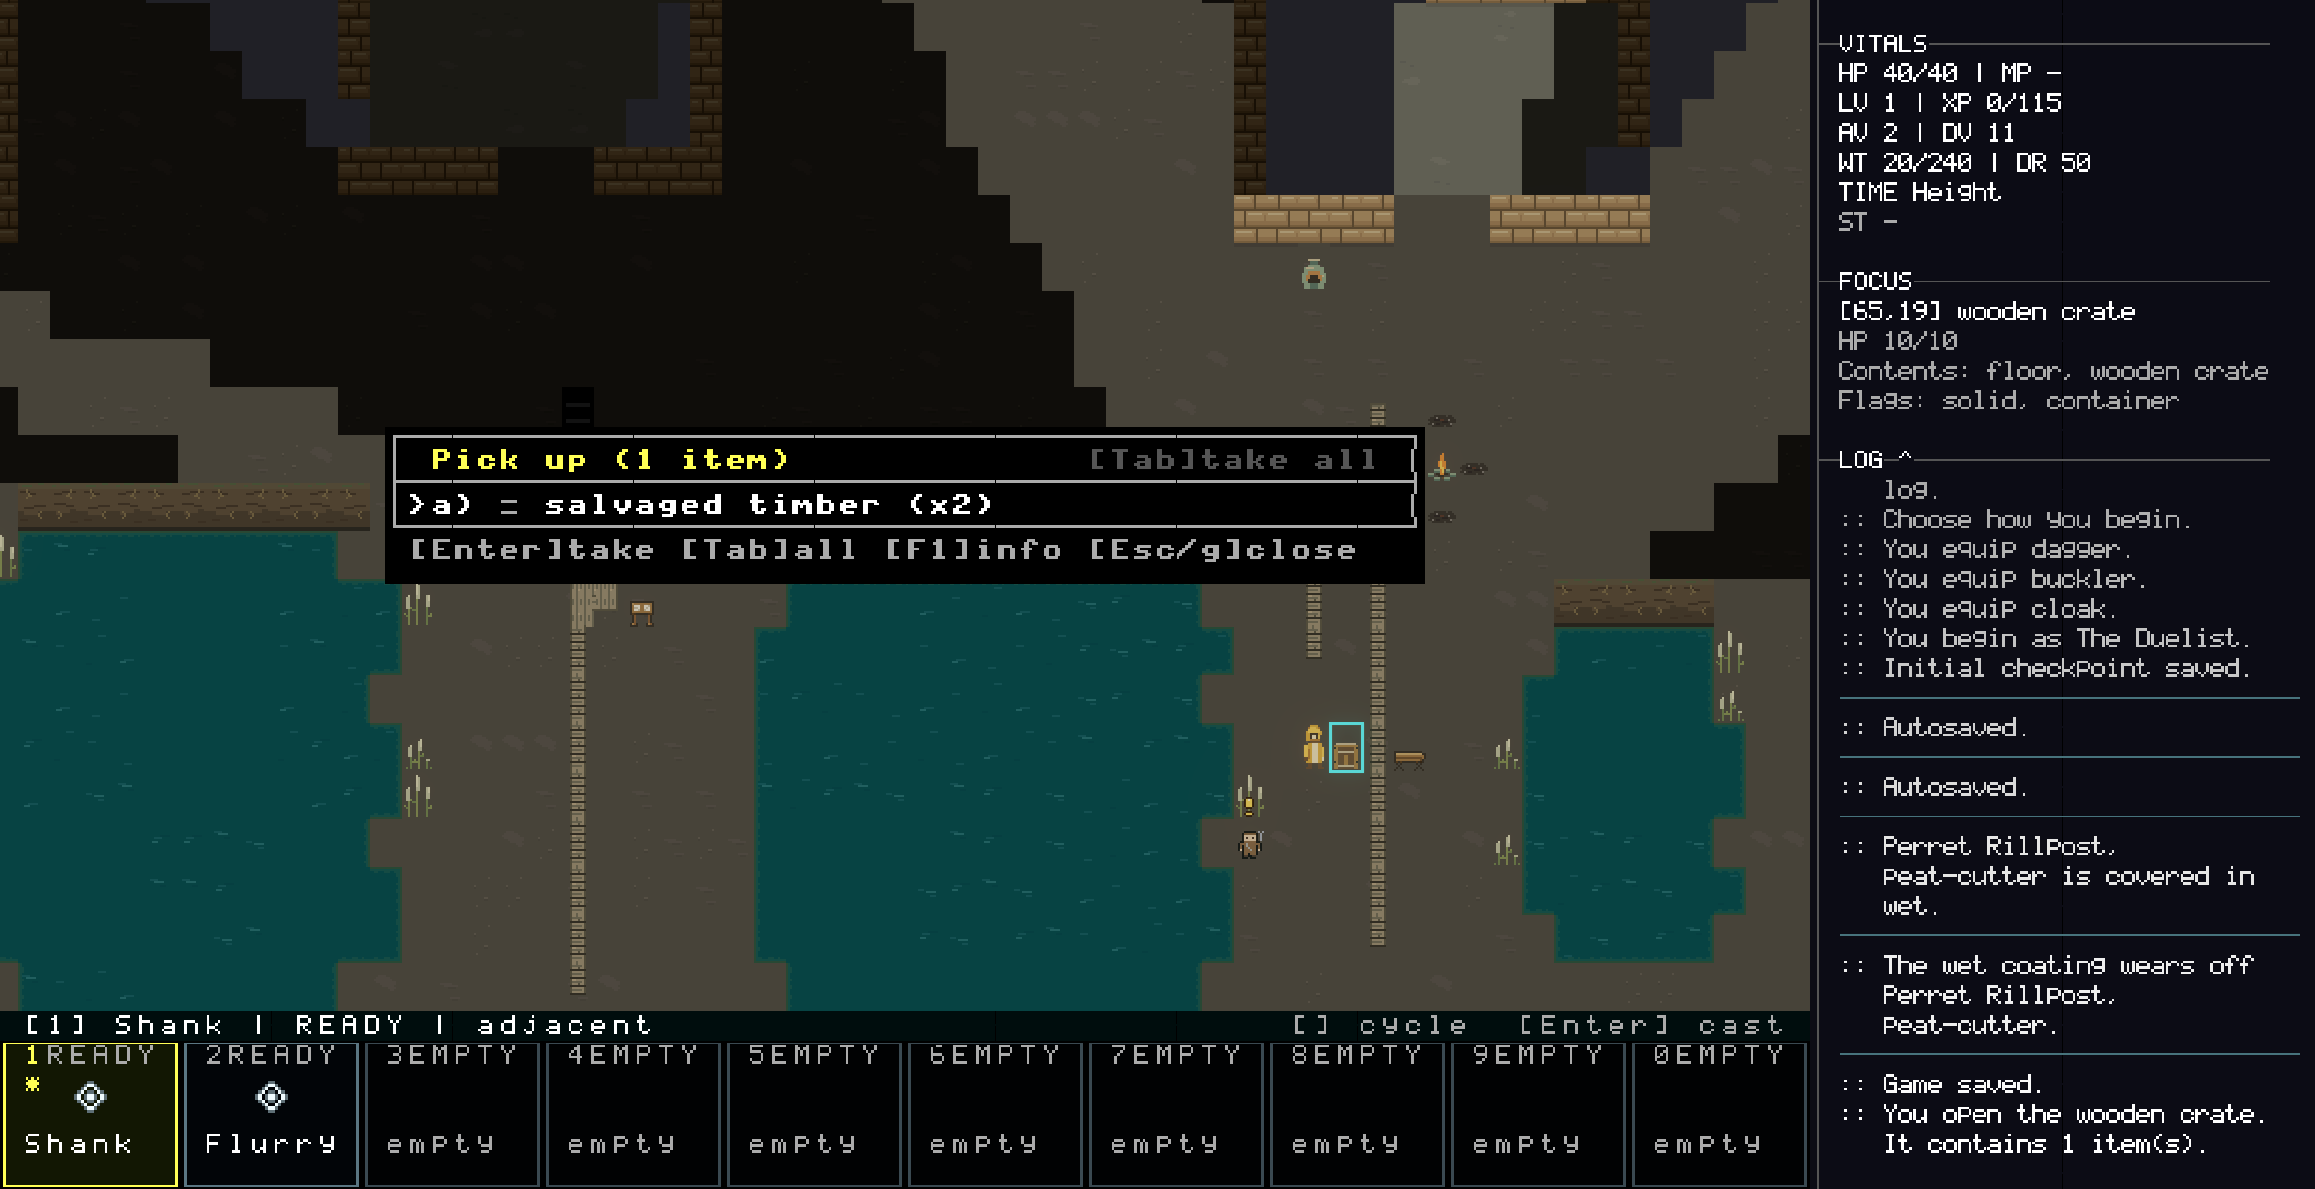 VITALS
HP 40/40 | MP -
LV 1 | XP 0/115
AV 2 | DV 11
WT 20/240 | DR 50
TIME Height
ST -
FOCUS
[65,19] wooden crate
HP 10/10
Contents: floor, wooden crate
Flags: solid, container
LOG ^
log.
:: Choose how you begin.
:: You equip dagger.
:: You equip buckler.
:: You equip cloak.
:: You begin as The Duelist.
:: Initial checkpoint saved.
:: Autosaved.
:: Autosaved.
:: Perret Rillpost,
peat-cutter is covered in
wet.
:: The wet coating wears off
Perret Rillpost,
peat-cutter.
:: Game saved.
:: You open the wooden crate.
It contains 1 item(s).
Pick up (1 item) [Tab]take all
>a) = salvaged timber (x2)
[Enter]take [Tab]all [F1]info [Esc/g]close
[1] Shank | READY | adjacent [] cycle [Enter] cast
1READY 2READY 3EMPTY 4EMPTY 5EMPTY 6EMPTY 7EMPTY 8EMPTY 9EMPTY 0EMPTY
*
Shank Flurry empty empty empty empty empty empty empty empty